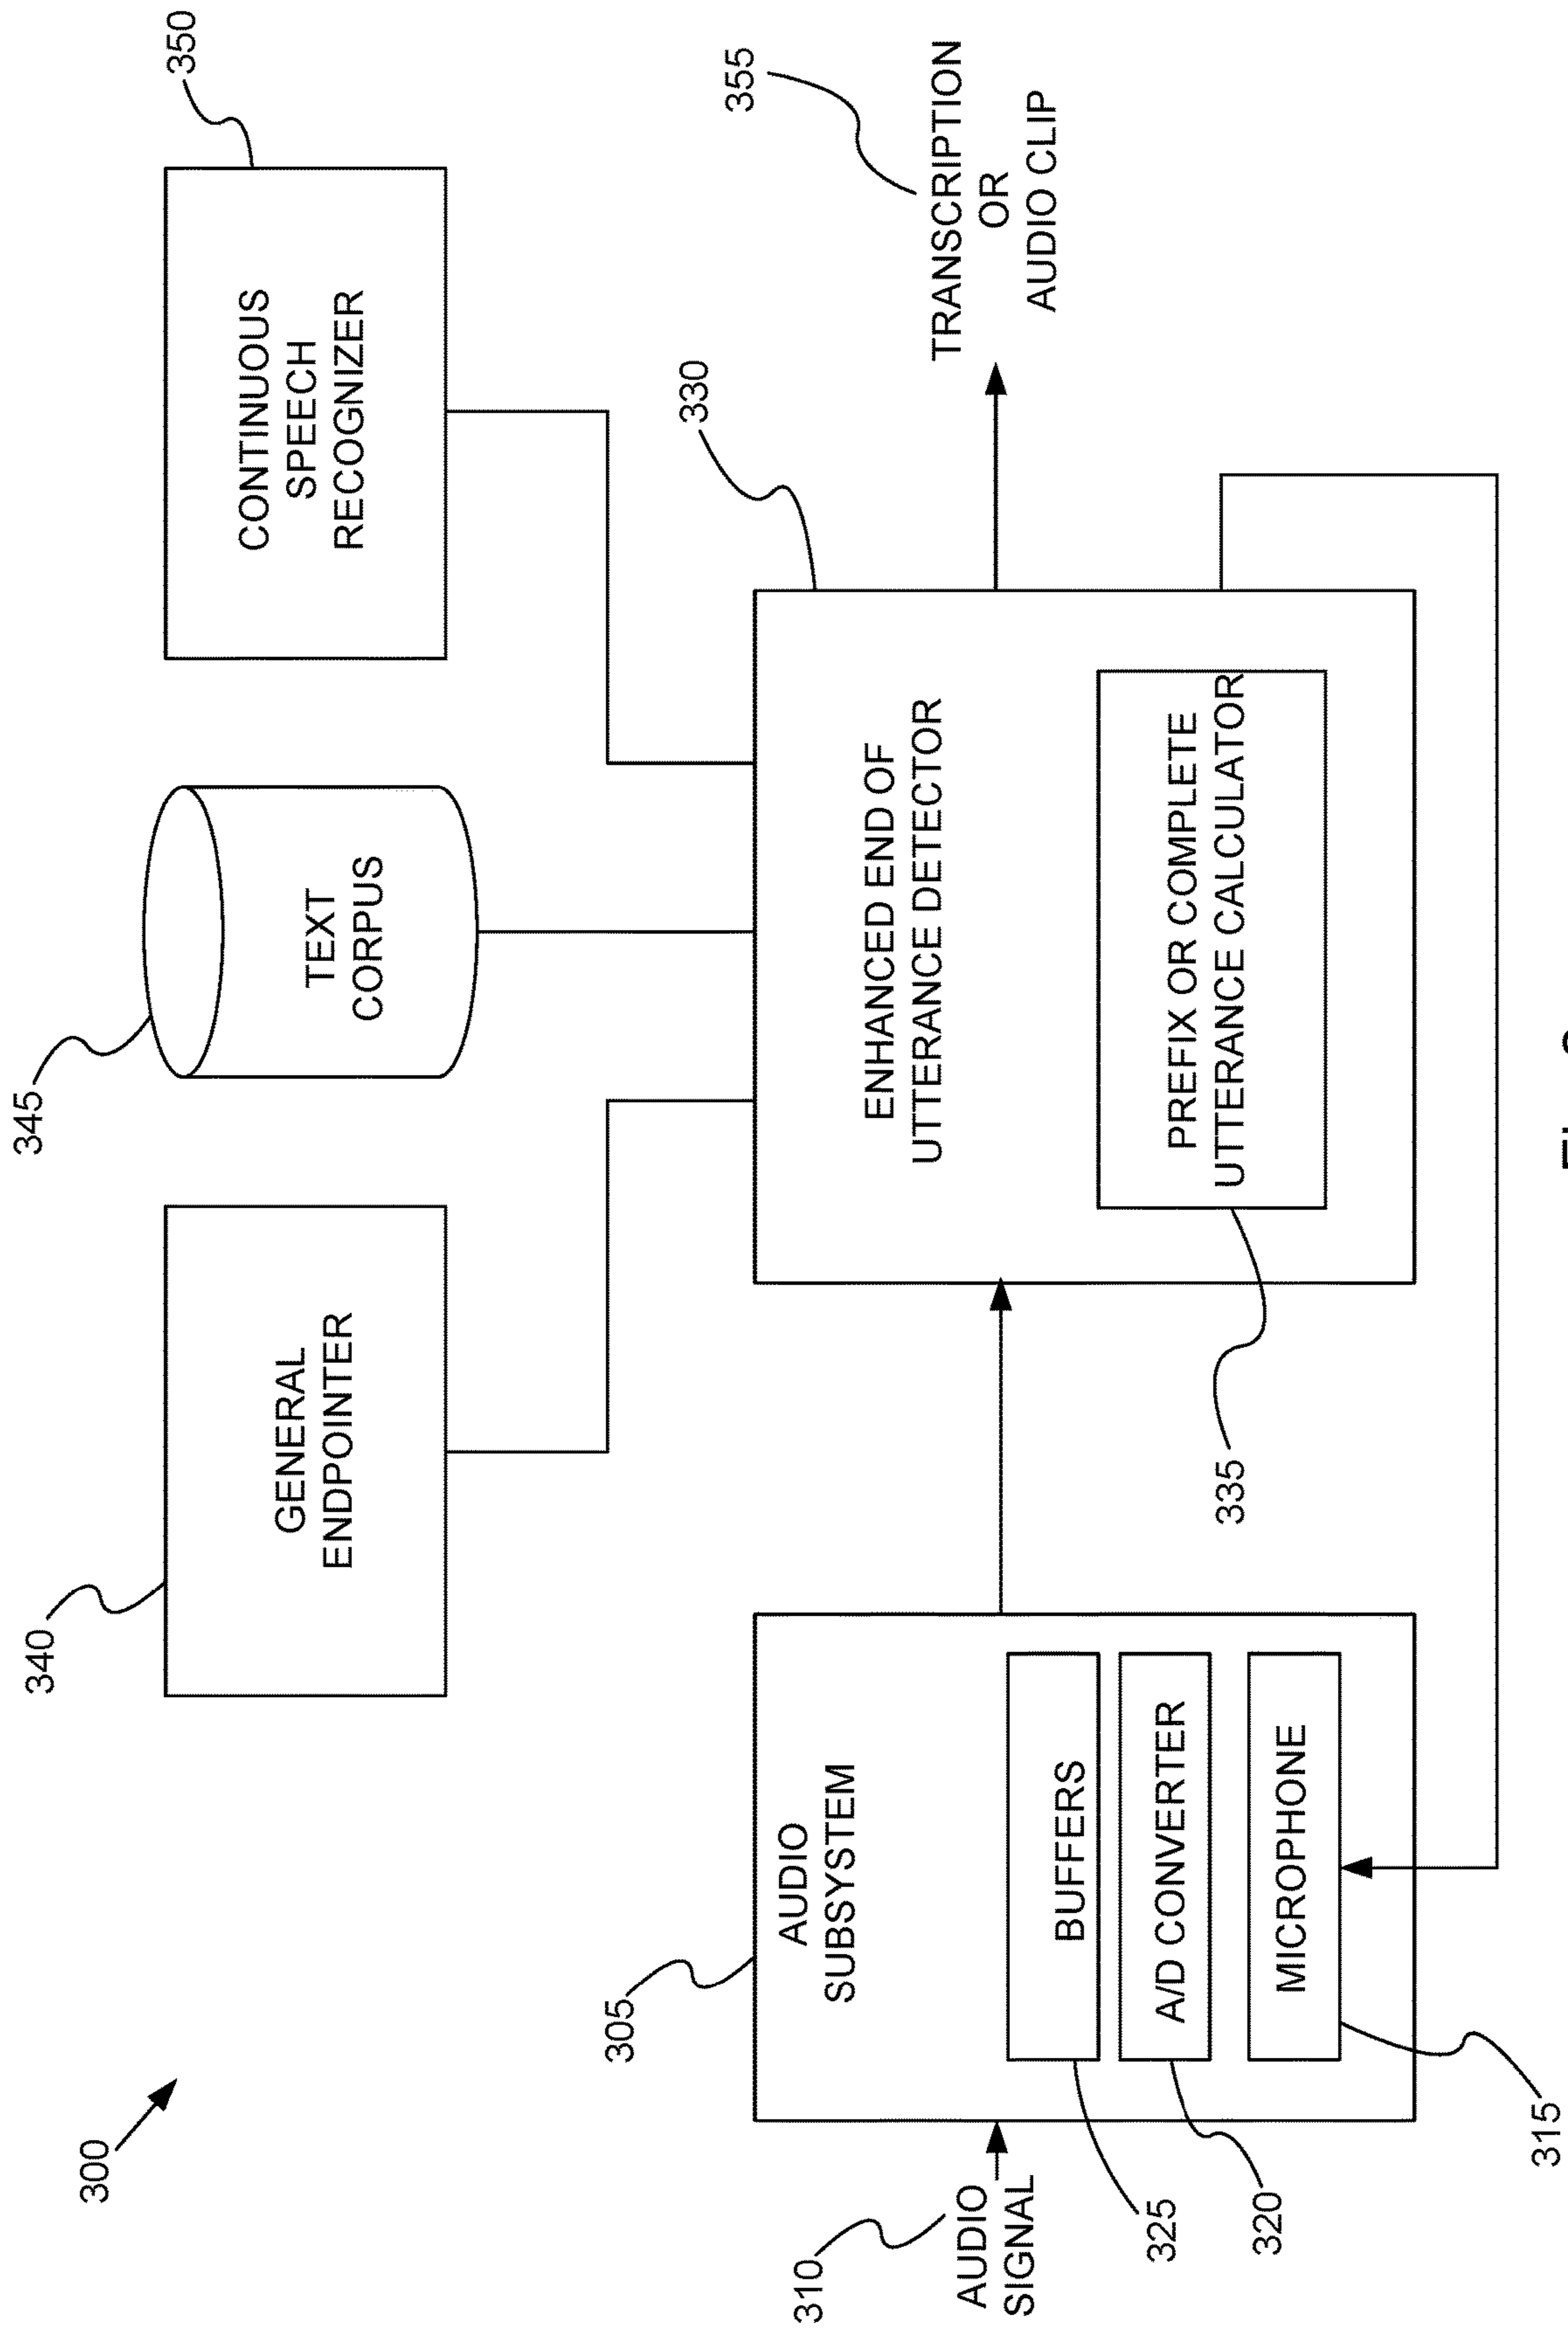 300
340
GENERAL
ENDPOINTER
345
TEXT
CORPUS
350
CONTINUOUS
SPEECH
RECOGNIZER
305
AUDIO
SUBSYSTEM
310
AUDIO
SIGNAL
BUFFERS
325
A/D CONVERTER
320
MICROPHONE
315
330
ENHANCED END OF
UTTERANCE DETECTOR
PREFIX OR COMPLETE
UTTERANCE CALCULATOR
335
355
TRANSCRIPTION
OR
AUDIO CLIP